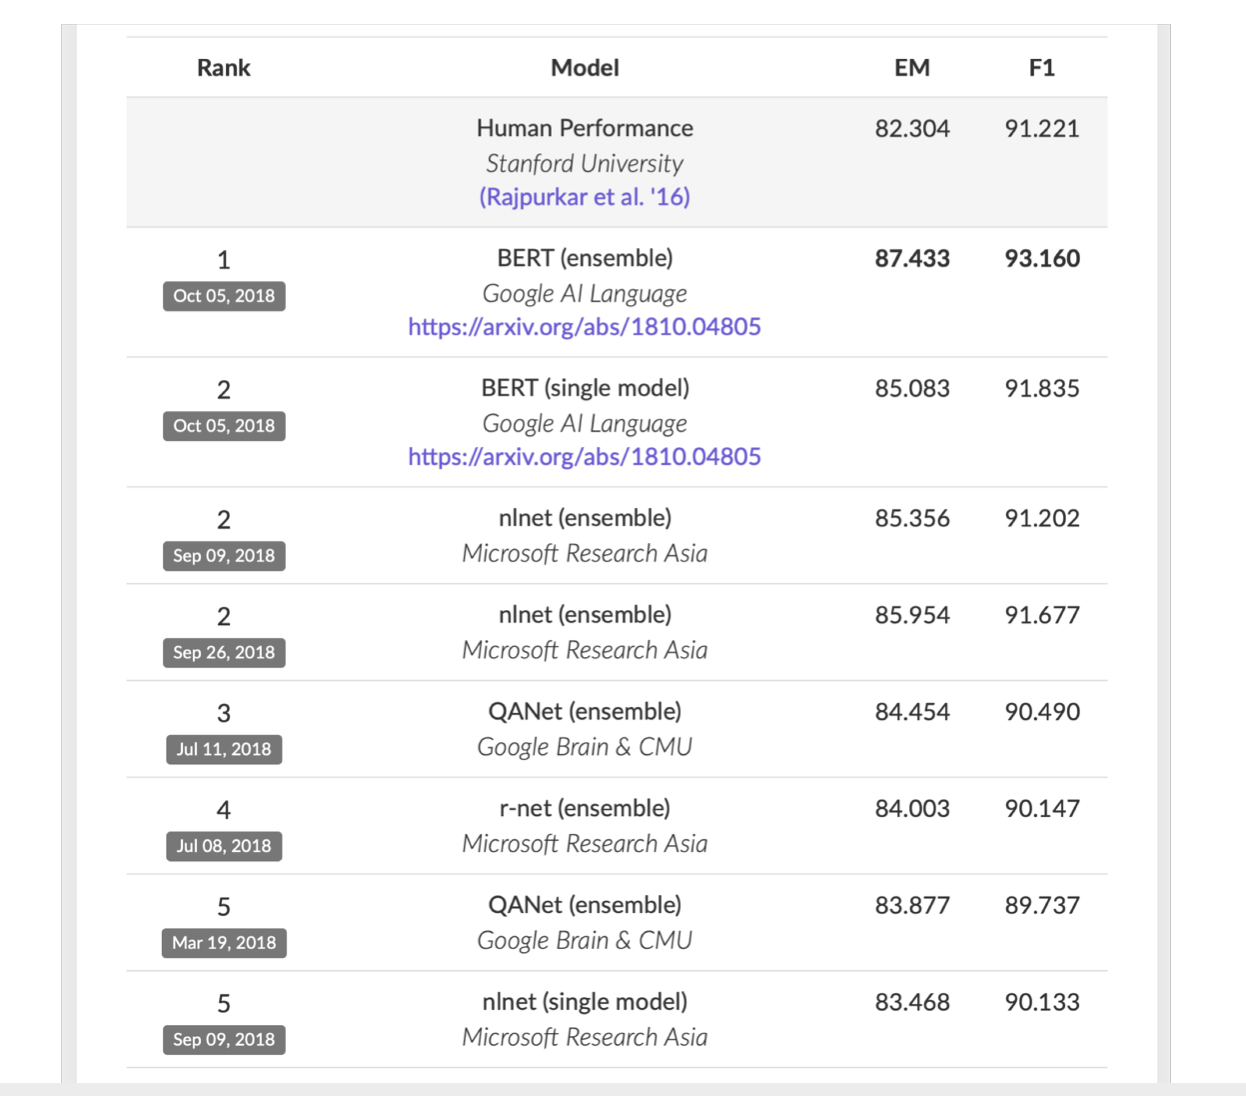 Rank Model EM F1
Human Performance 82.304 91.221
Stanford University
(Rajpurkar et al. '16)
1 BERT (ensemble) 87.433 93.160
Oct 05, 2018 Google AI Language
https://arxiv.org/abs/1810.04805
2 BERT (single model) 85.083 91.835
Oct 05, 2018 Google AI Language
https://arxiv.org/abs/1810.04805
2 nlnet (ensemble) 85.356 91.202
Sep 09, 2018 Microsoft Research Asia
2 nlnet (ensemble) 85.954 91.677
Sep 26, 2018 Microsoft Research Asia
3 QANet (ensemble) 84.454 90.490
Jul 11, 2018 Google Brain & CMU
4 r-net (ensemble) 84.003 90.147
Jul 08, 2018 Microsoft Research Asia
5 QANet (ensemble) 83.877 89.737
Mar 19, 2018 Google Brain & CMU
5 nlnet (single model) 83.468 90.133
Sep 09, 2018 Microsoft Research Asia